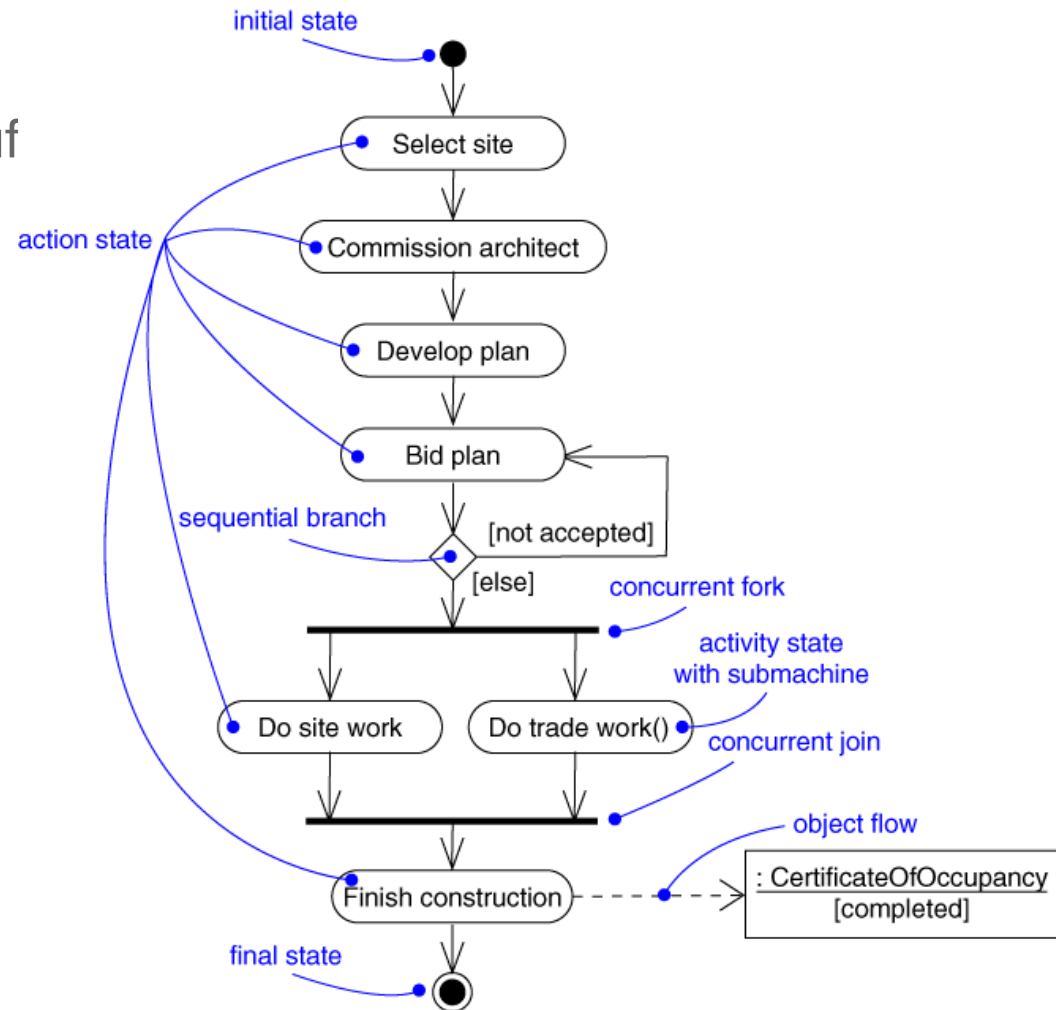 initial state
Select site
action state
Commission architect
Develop plan
Bid plan
sequential branch
[not accepted]
[else]
concurrent fork
activity state
with submachine
Do site work
Do trade work()
concurrent join
object flow
: CertificateOfOccupancy
[completed]
Finish construction
final state